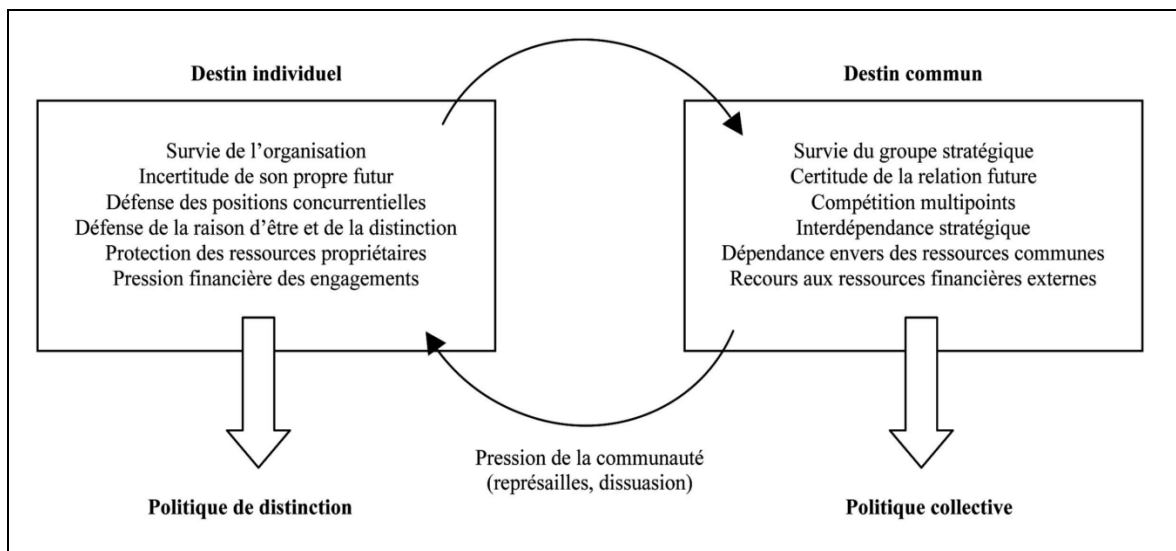 Destin individuel
Survie de l’organisation
Incertitude de son propre futur
Défense des positions concurrentielles
Défense de la raison d’être et de la distinction
Protection des ressources propriétaires
Pression financière des engagements
Politique de distinction
Destin commun
Survie du groupe stratégique
Certitude de la relation future
Compétition multipoints
Interdépendance stratégique
Dépendance envers des ressources communes
Recours aux ressources financières externes
Politique collective
Pression de la communauté
(représailles, dissuasion)